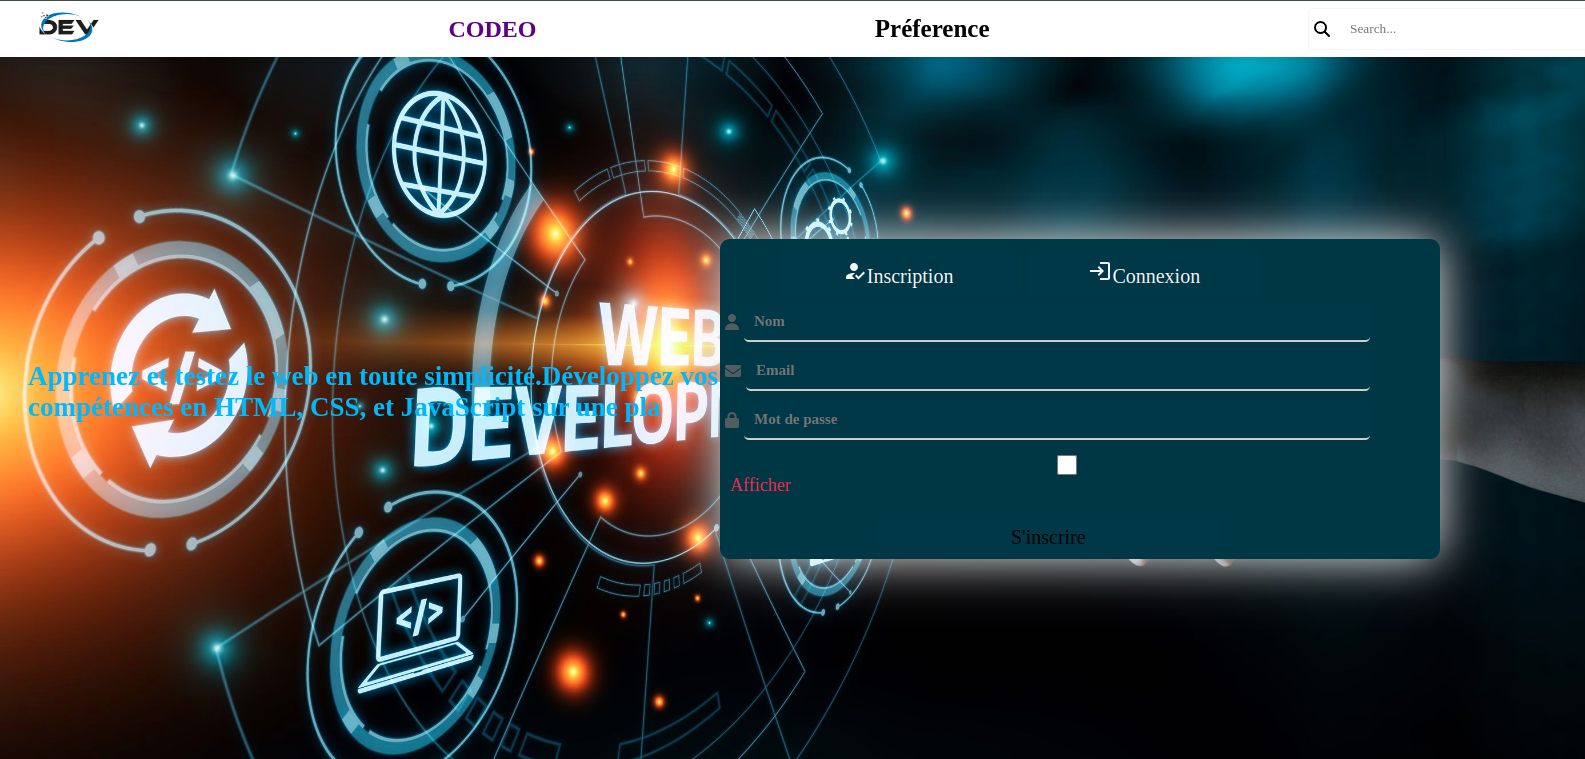 DEV
CODEO
Préference
Search...
Inscription
Connexion
Nom
WEB
Email
Apprenez et testez le web en toute simplicité.Développez vos
compétences en HTML, CSS, et JavaScript sur une pla
</>
DEVELOP
Mot de passe
Afficher
S'inscrire
</>